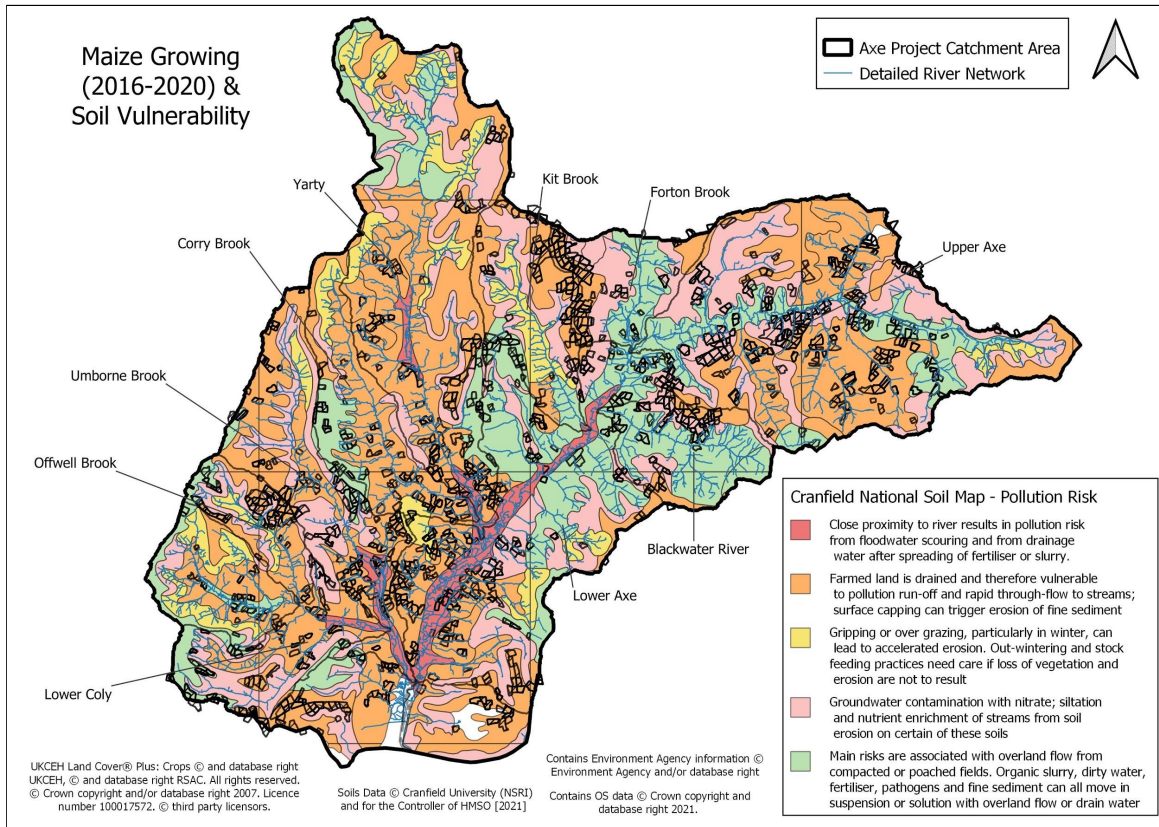 Maize Growing
(2016-2020) &
Soil Vulnerability
Axe Project Catchment Area
Detailed River Network
Yarty
Kit Brook
Forton Brook
Corry Brook
Upper Axe
Umborne Brook
Offwell Brook
Blackwater River
Lower Axe
Lower Coly
Cranfield National Soil Map - Pollution Risk
Close proximity to river results in pollution risk
from floodwater scouring and from drainage
water after spreading of fertiliser or slurry.
Farmed land is drained and therefore vulnerable
to pollution run-off and rapid through-flow to streams;
surface capping can trigger erosion of fine sediment
Gripping or over grazing, particularly in winter, can
lead to accelerated erosion. Out-wintering and stock
feeding practices need care if loss of vegetation and
erosion are not to result
Groundwater contamination with nitrate; siltation
and nutrient enrichment of streams from soil
erosion on certain of these soils
Main risks are associated with overland flow from
compacted or poached fields. Organic slurry, dirty water,
fertiliser, pathogens and fine sediment can all move in
suspension or solution with overland flow or drain water
UKCEH Land Cover® Plus: Crops © and database right
UKCEH, © and database right RSAC. All rights reserved.
© Crown copyright and/or database right 2007. Licence
number 100017572. © third party licensors.
Soils Data © Cranfield University (NSRI)
and for the Controller of HMSO [2021]
Contains Environment Agency information ©
Environment Agency and/or database right
Contains OS data © Crown copyright and
database right 2021.